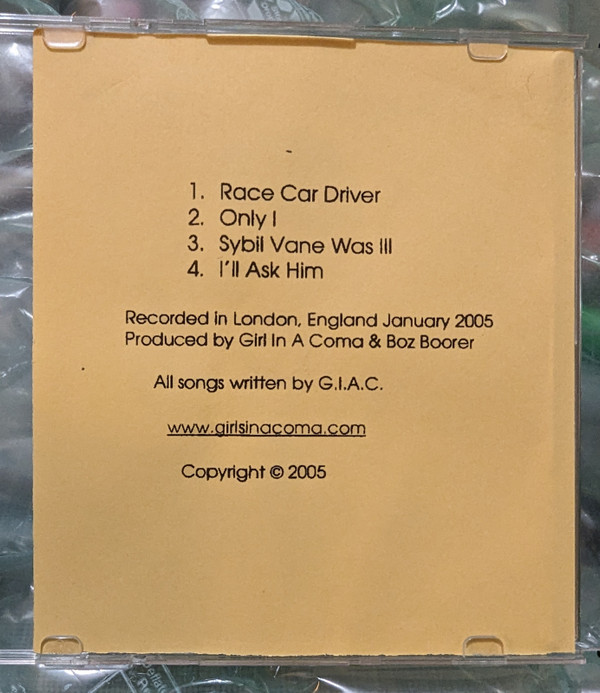 1. Race Car Driver
2. Only I
3. Sybil Vane Was Ill
4. I'll Ask Him
Recorded in London, England January 2005
Produced by Girl In A Coma & Boz Boorer
All songs written by G.I.A.C.
www.girlsinacoma.com
Copyright © 2005